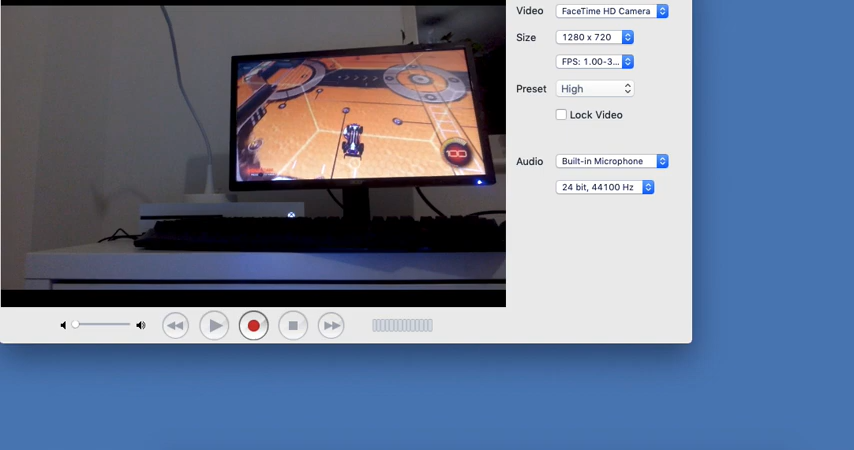 Video FaceTime HD Camera
Size 1280 x 720
FPS: 1.00-3...
Preset High
Lock Video
Audio Built-in Microphone
24 bit, 44100 Hz